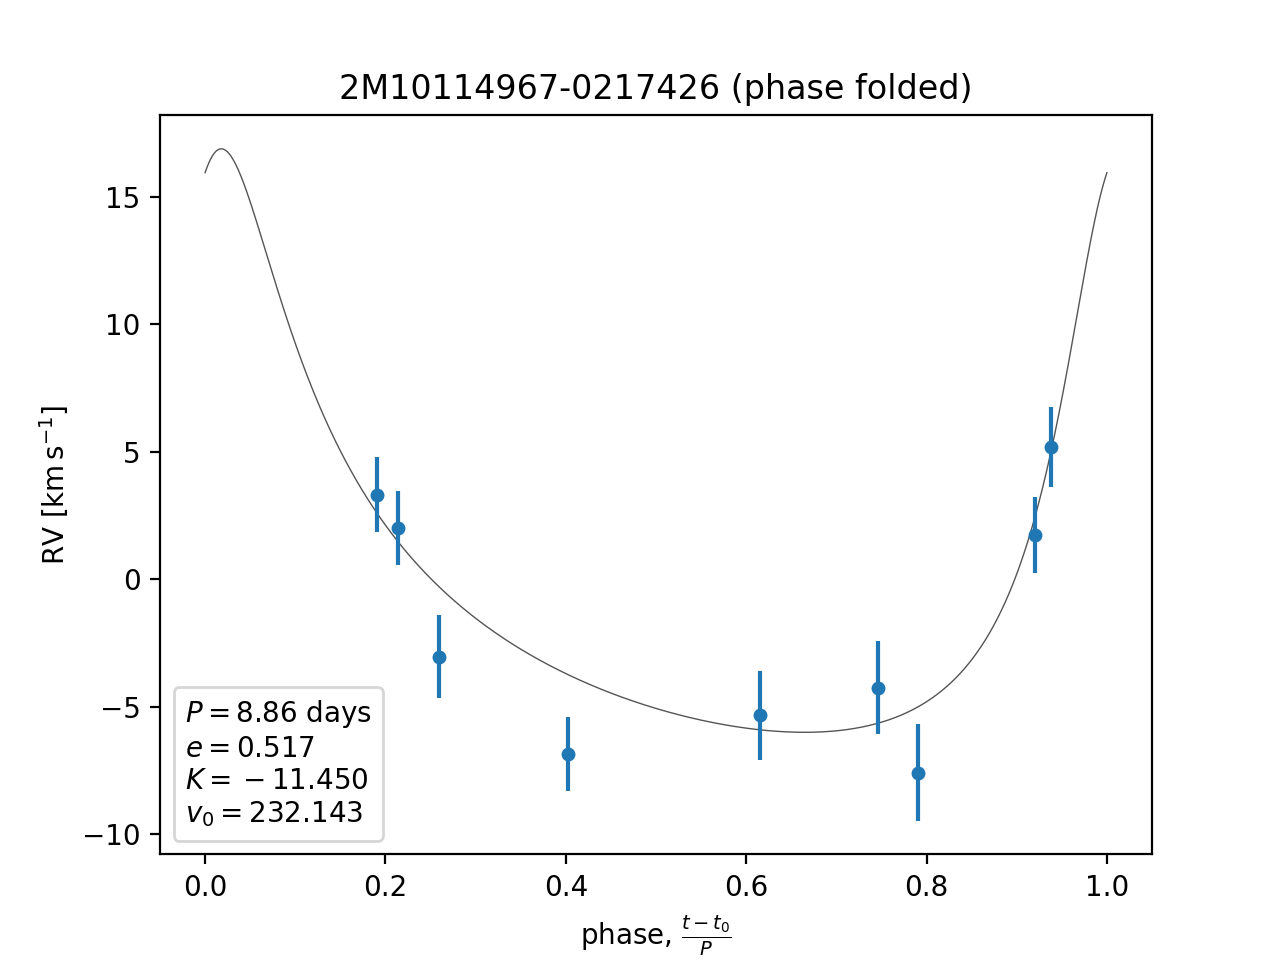 2M10114967-0217426 (phase folded)
15
10
5
0
−5
−10
RV [km s⁻¹]
P = 8.86 days
e = 0.517
K = −11.450
v₀ = 232.143
0.0 0.2 0.4 0.6 0.8 1.0
phase, (t − t₀)/P